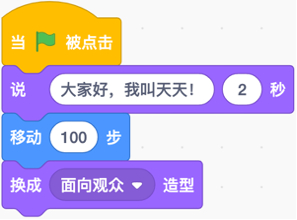 当 被点击
说 大家好，我叫天天！ 2 秒
移动 100 步
换成 面向观众 造型